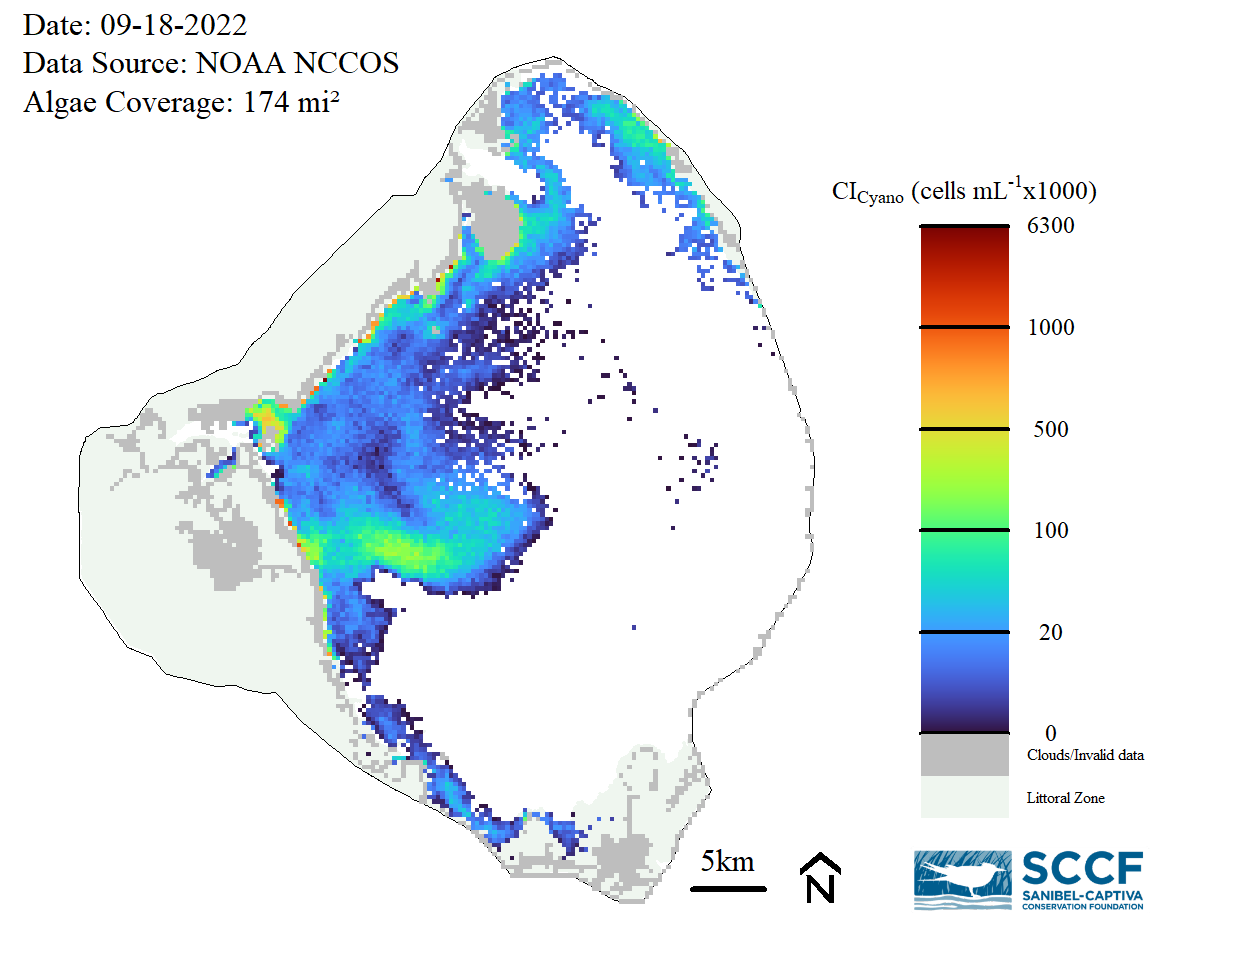 Date: 09-18-2022
Data Source: NOAA NCCOS
Algae Coverage: 174 mi²
CICyano (cells mL-1x1000)
6300
1000
500
100
20
0
Clouds/Invalid data
Littoral Zone
5km
N
SCCF
SANIBEL-CAPTIVA
CONSERVATION FOUNDATION